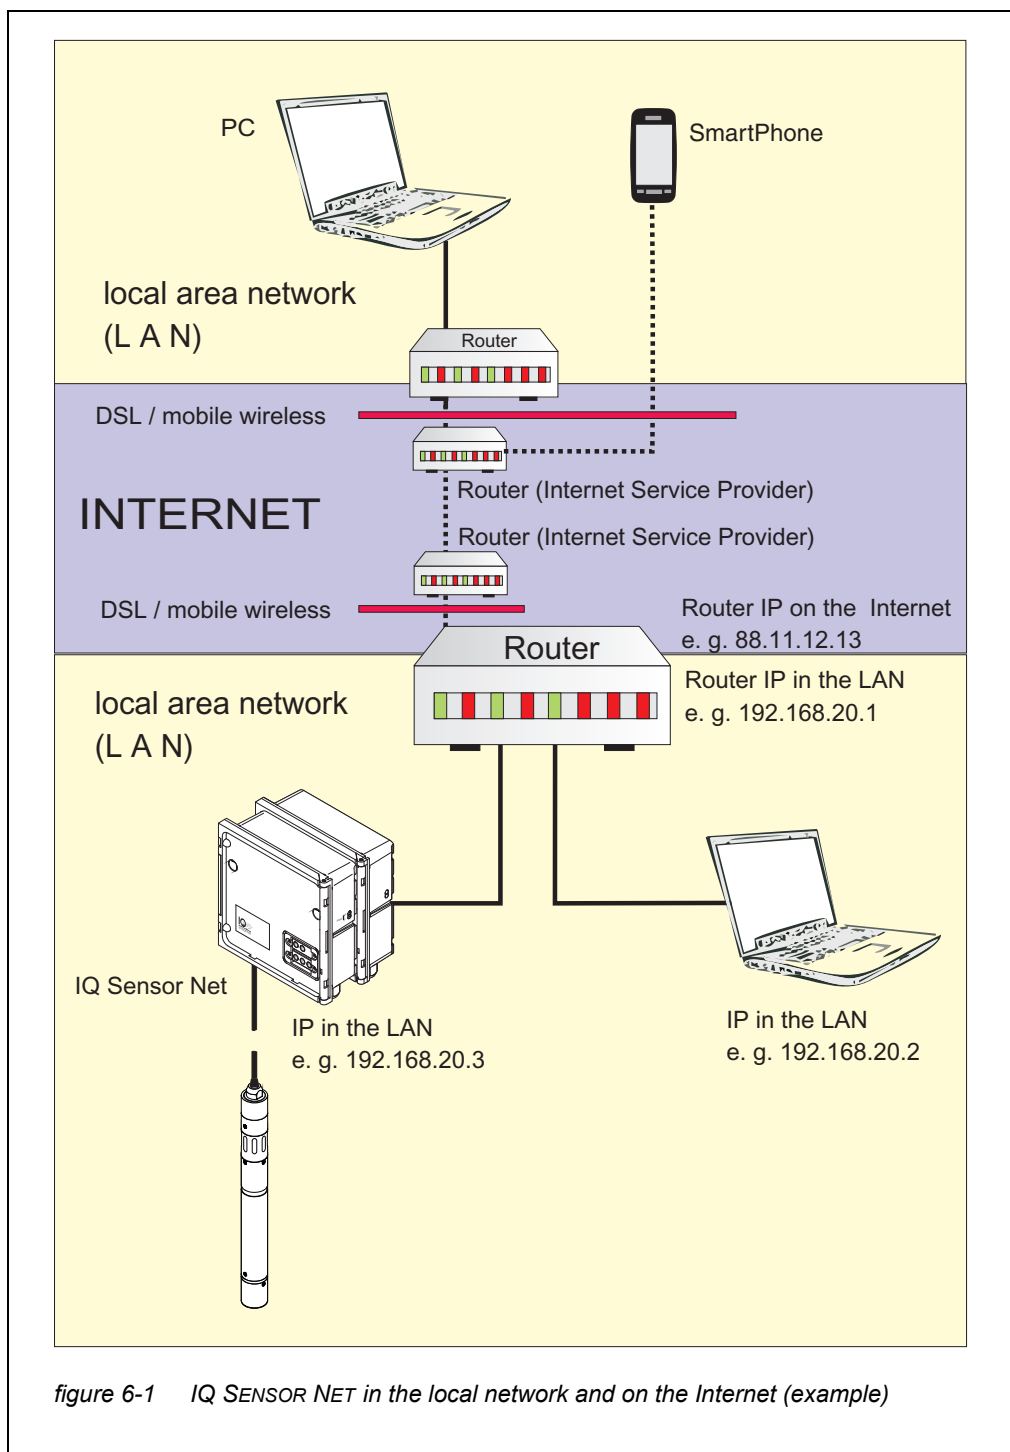 PC
SmartPhone
local area network
(L A N)
Router
DSL / mobile wireless
Router (Internet Service Provider)
INTERNET
Router (Internet Service Provider)
DSL / mobile wireless
Router IP on the Internet
e. g. 88.11.12.13
Router
Router IP in the LAN
e. g. 192.168.20.1
local area network
(L A N)
IQ
IQ Sensor Net
IP in the LAN
e. g. 192.168.20.3
IP in the LAN
e. g. 192.168.20.2
figure 6-1 IQ SENSOR NET in the local network and on the Internet (example)